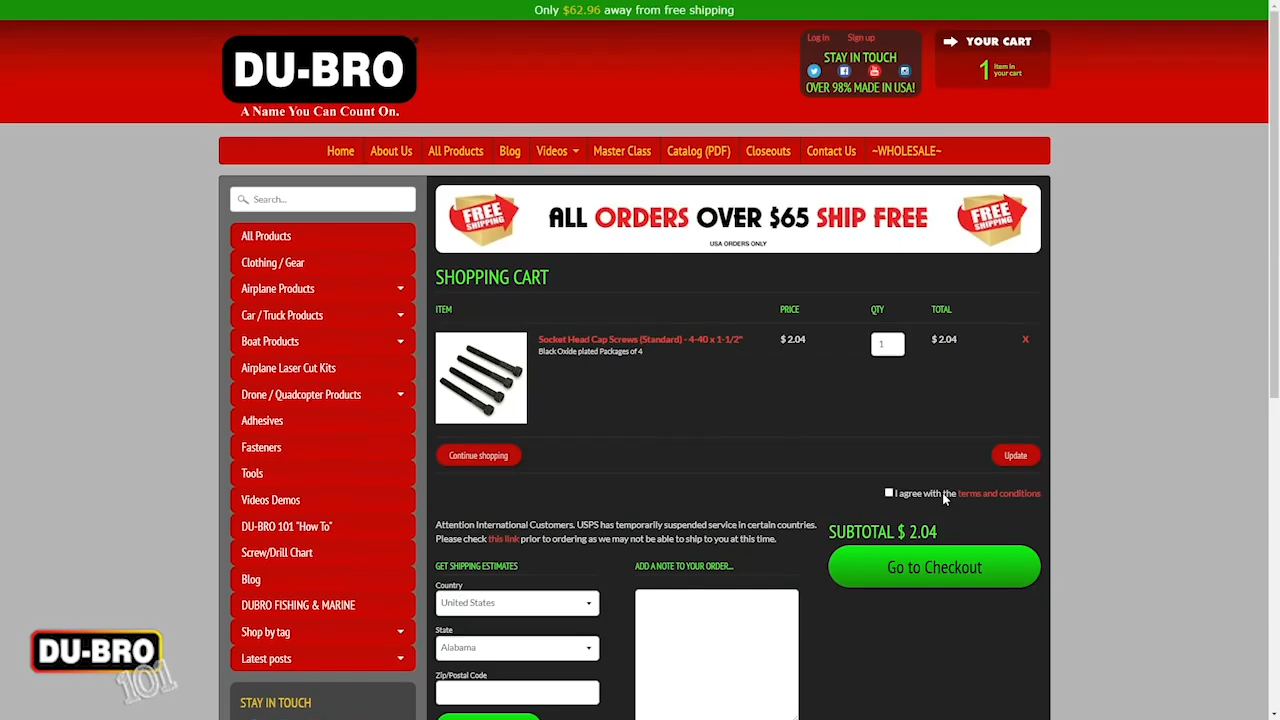 Only $62.96 away from free shipping
DU-BRO
A Name You Can Count On.
Log in Sign up
STAY IN TOUCH
OVER 98% MADE IN USA!
YOUR CART
1 item in your cart
Home About Us All Products Blog Videos Master Class Catalog (PDF) Closeouts Contact Us ~WHOLESALE~
Search...
All Products
Clothing / Gear
Airplane Products
Car / Truck Products
Boat Products
Airplane Laser Cut Kits
Drone / Quadcopter Products
Adhesives
Fasteners
Tools
Videos Demos
DU-BRO 101 "How To"
Screw/Drill Chart
Blog
DUBRO FISHING & MARINE
Shop by tag
Latest posts
STAY IN TOUCH
FREE SHIPPING
ALL ORDERS OVER $65 SHIP FREE
USA ORDERS ONLY
FREE SHIPPING
SHOPPING CART
ITEM PRICE QTY TOTAL
Socket Head Cap Screws (Standard) - 4-40 x 1-1/2" $ 2.04 1 $ 2.04 X
Black Oxide plated Packages of 4
Continue shopping Update
I agree with the terms and conditions
Attention International Customers. USPS has temporarily suspended service in certain countries.
Please check this link prior to ordering as we may not be able to ship to you at this time.
SUBTOTAL $ 2.04
Go to Checkout
GET SHIPPING ESTIMATES
Country
United States
State
Alabama
Zip/Postal Code
ADD A NOTE TO YOUR ORDER...
DU-BRO
101